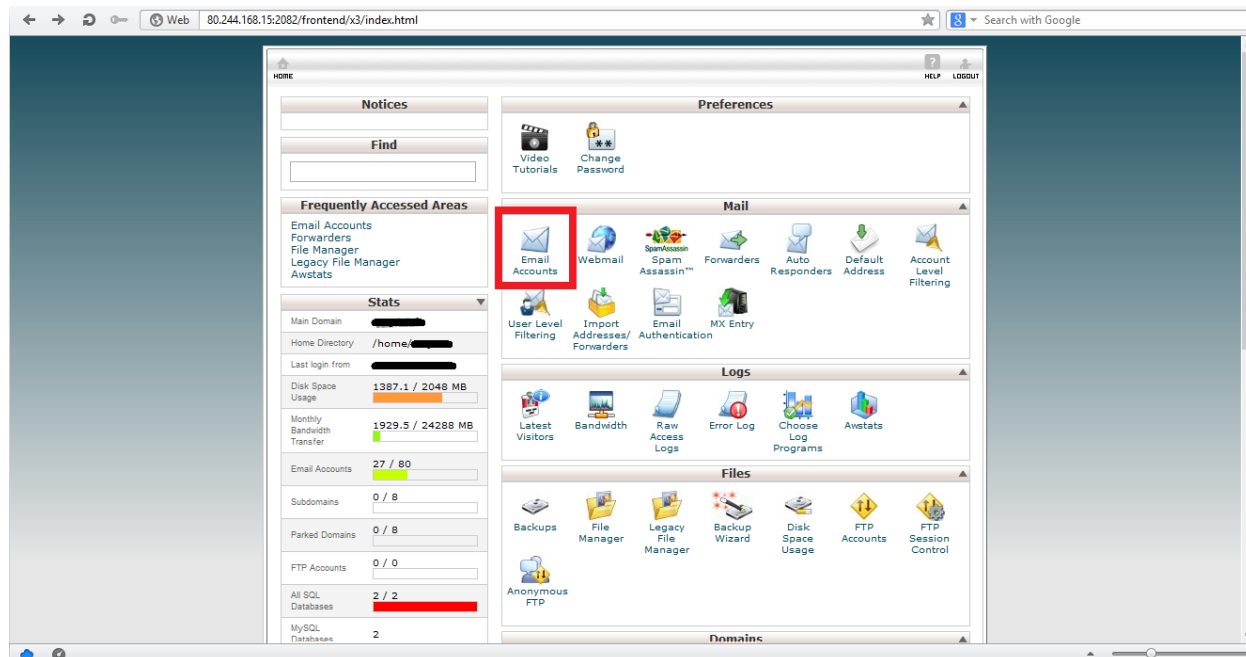 Web
80.244.168.15:2082/frontend/x3/index.html
8
Search with Google
HOME
HELP
LOGOUT
Notices
Find
Frequently Accessed Areas
Email Accounts
Forwarders
File Manager
Legacy File Manager
Awstats
Stats
Main Domain
Home Directory
/home/
Last login from
Disk Space
Usage
1387.1 / 2048 MB
Monthly
Bandwidth
Transfer
1929.5 / 24288 MB
Email Accounts
27 / 80
Subdomains
0 / 8
Parked Domains
0 / 8
FTP Accounts
0 / 0
All SQL
Databases
2 / 2
MySQL
Databases
2
Preferences
Video
Tutorials
Change
Password
Mail
Email
Accounts
Webmail
SpamAssassin
Spam
Assassin™
Forwarders
Auto
Responders
Default
Address
Account
Level
Filtering
User Level
Filtering
Import
Addresses/
Forwarders
Email
Authentication
MX Entry
Logs
Latest
Visitors
Bandwidth
Raw
Access
Logs
Error Log
Choose
Log
Programs
Awstats
Files
Backups
File
Manager
Legacy
File
Manager
Backup
Wizard
Disk
Space
Usage
FTP
Accounts
FTP
Session
Control
Anonymous
FTP
Domains